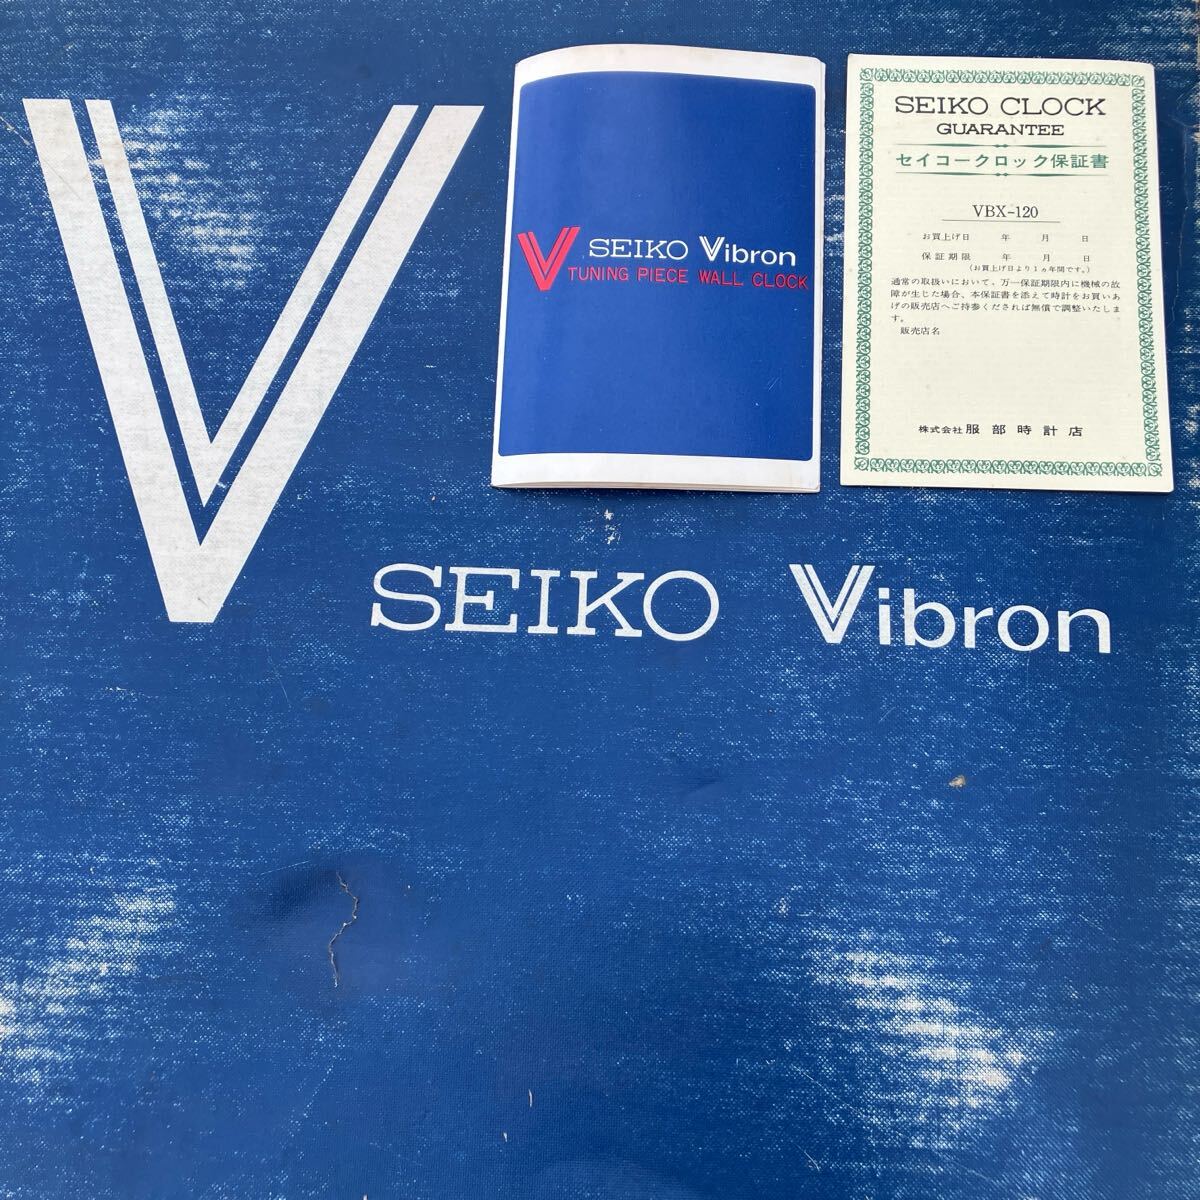 V SEIKO Vibron
TUNING PIECE WALL CLOCK
SEIKO CLOCK
GUARANTEE
セイコークロック保証書
VBX-120
お買上げ日 年 月 日
保証期限 年 月 日
(お買上げ日より1ヵ年間です。)
通常の取扱いにおいて、万一保証期限内に機械の故
障が生じた場合、本保証書を添えて時計をお買いあ
げの販売店へご持参くだされば無償で調整いたしま
す。
販売店名
株式会社 服部時計店
V SEIKO Vibron